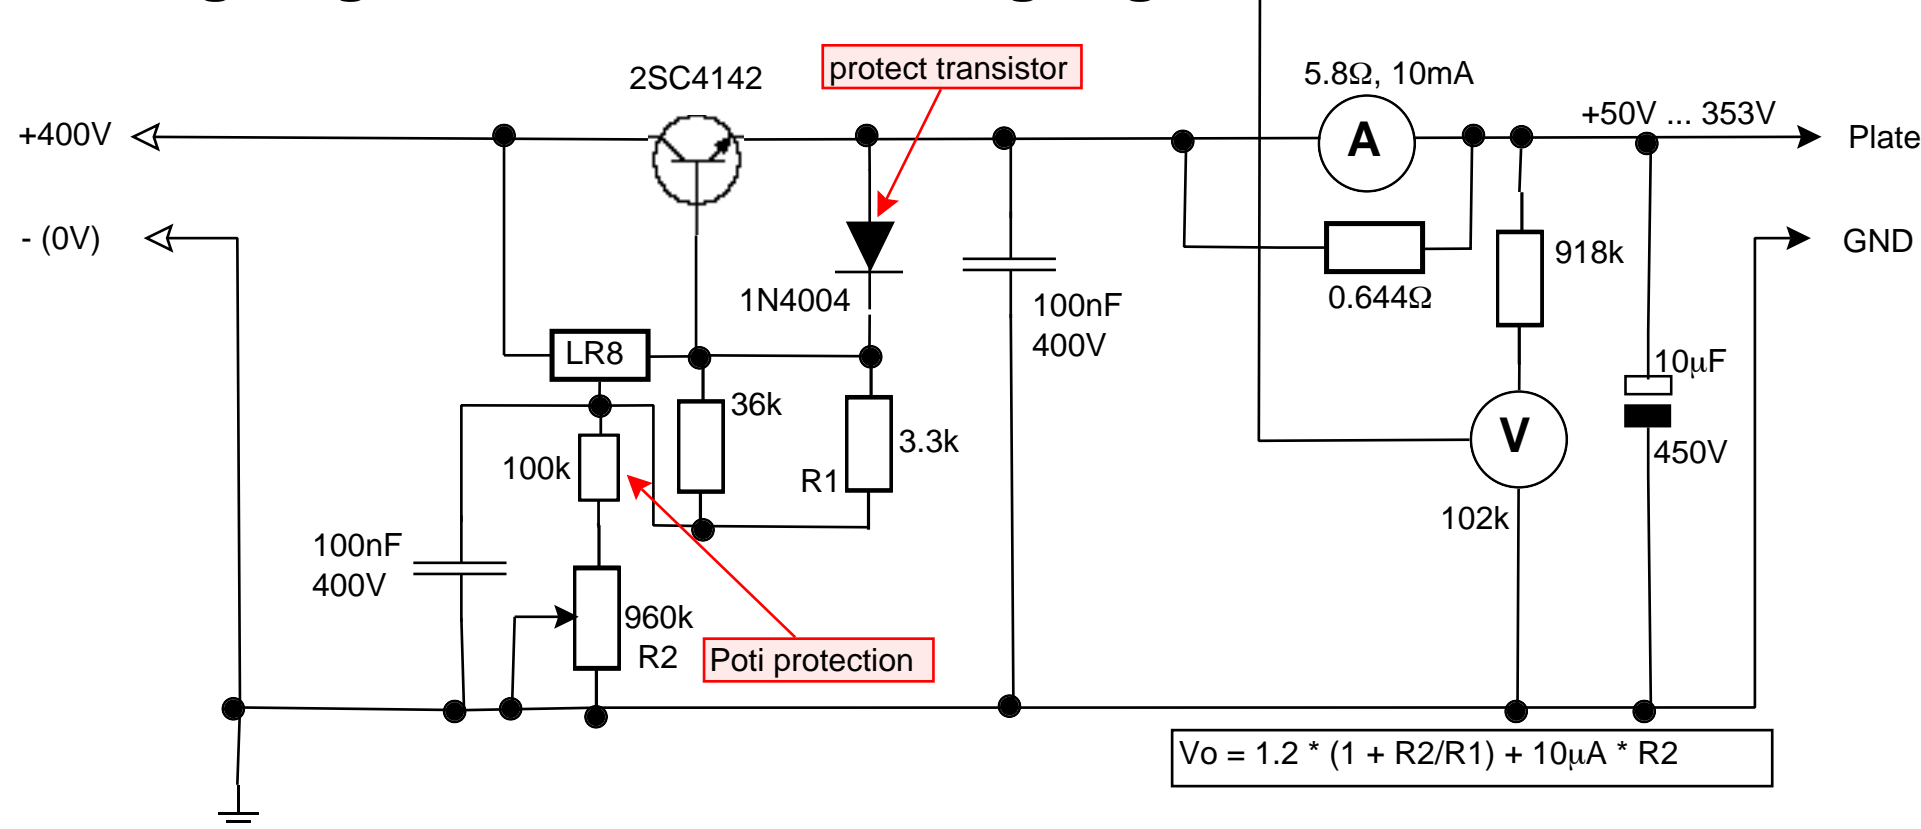 2SC4142
protect transistor
5.8Ω, 10mA
+400V
A
+50V ... 353V
Plate
- (0V)
GND
918k
1N4004
0.644Ω
100nF
400V
LR8
10µF
36k
3.3k
V
450V
100k
R1
102k
100nF
400V
960k
R2
Poti protection
Vo = 1.2 * (1 + R2/R1) + 10µA * R2